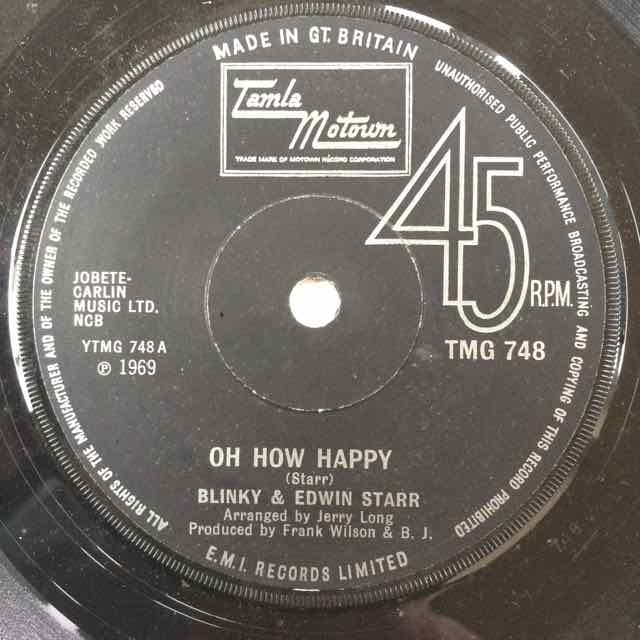 MADE IN GT. BRITAIN
UNAUTHORISED PUBLIC PERFORMANCE BROADCASTING AND COPYING OF THIS RECORD PROHIBITED
ALL RIGHTS OF THE MANUFACTURER AND OF THE OWNER OF THE RECORDED WORK RESERVED
Tamla
Motown
TRADE MARK OF MOTOWN RECORD CORPORATION
45
R.P.M.
JOBETE-
CARLIN
MUSIC LTD.
NCB
YTMG 748 A
℗ 1969
TMG 748
OH HOW HAPPY
(Starr)
BLINKY & EDWIN STARR
Arranged by Jerry Long
Produced by Frank Wilson & B. J.
E.M.I. RECORDS LIMITED